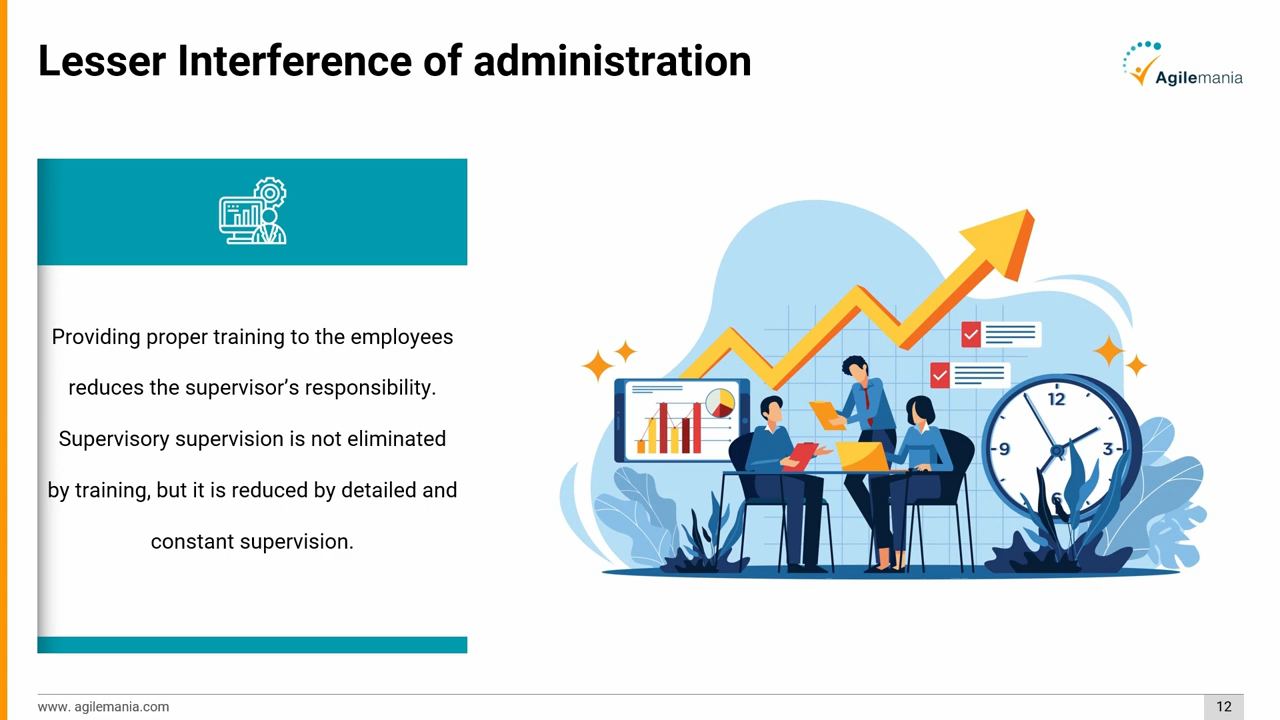 Lesser Interference of administration
Agilemania
Providing proper training to the employees
reduces the supervisor’s responsibility.
Supervisory supervision is not eliminated
by training, but it is reduced by detailed and
constant supervision.
12
9
3
6
www. agilemania.com
12